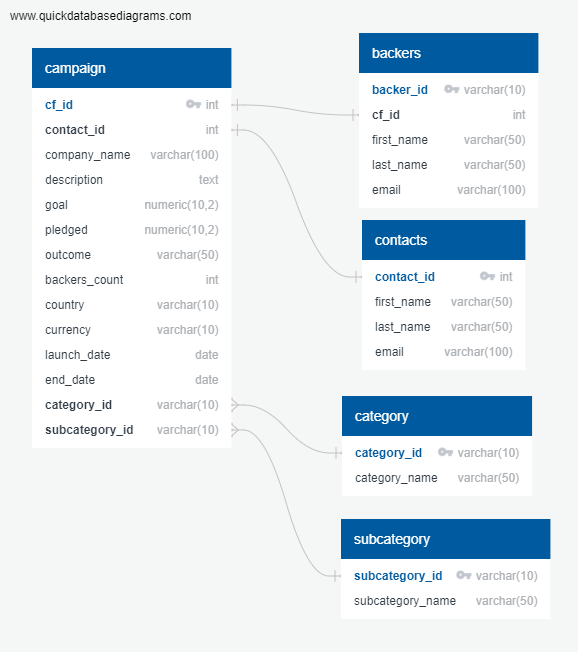 www.quickdatabasediagrams.com
campaign
cf_id int
contact_id int
company_name varchar(100)
description text
goal numeric(10,2)
pledged numeric(10,2)
outcome varchar(50)
backers_count int
country varchar(10)
currency varchar(10)
launch_date date
end_date date
category_id varchar(10)
subcategory_id varchar(10)
backers
backer_id varchar(10)
cf_id int
first_name varchar(50)
last_name varchar(50)
email varchar(100)
contacts
contact_id int
first_name varchar(50)
last_name varchar(50)
email varchar(100)
category
category_id varchar(10)
category_name varchar(50)
subcategory
subcategory_id varchar(10)
subcategory_name varchar(50)